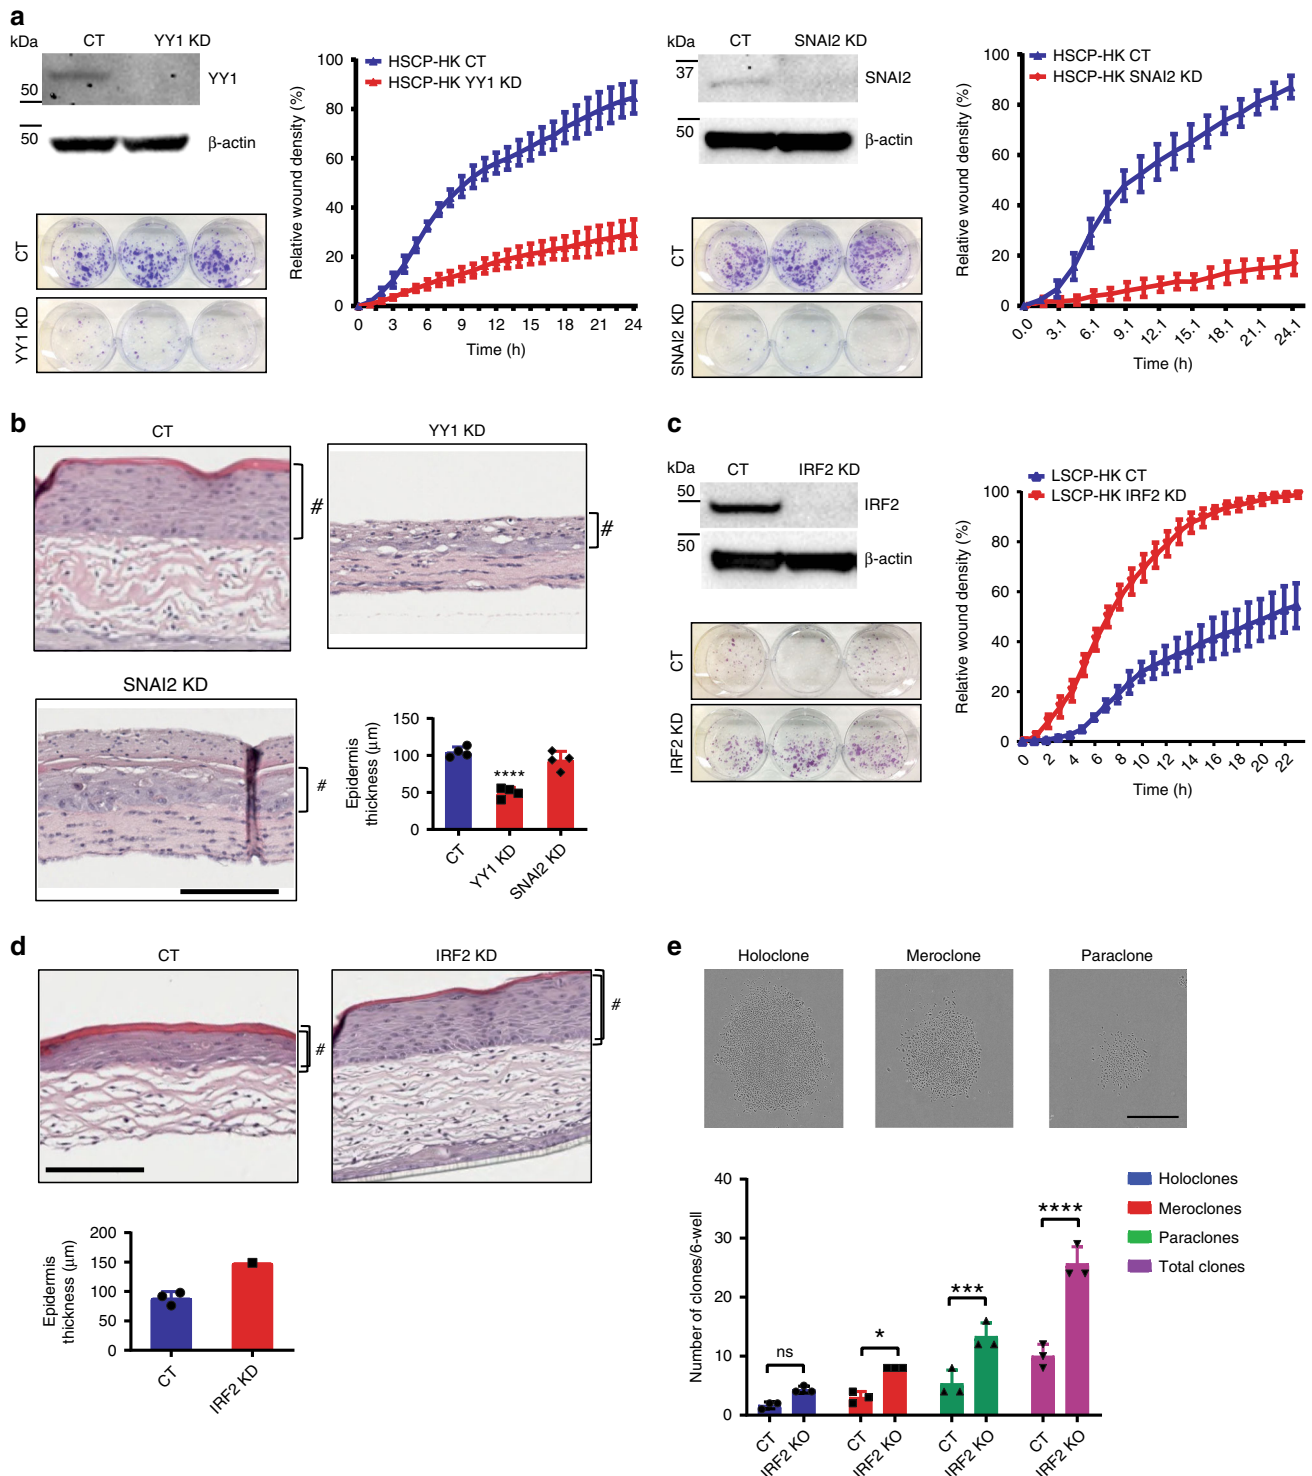 a
kDa
CT
YY1 KD
50
YY1
50
β-actin
CT
YY1 KD
HSCP-HK CT
HSCP-HK YY1 KD
Relative wound density (%)
100
80
60
40
20
0
0 3 6 9 12 15 18 21 24
Time (h)
kDa
CT
SNAI2 KD
37
SNAI2
50
β-actin
CT
SNAI2 KD
HSCP-HK CT
HSCP-HK SNAI2 KD
Relative wound density (%)
100
80
60
40
20
0
0.0 3.1 6.1 9.1 12.1 15.1 18.1 21.1 24.1
Time (h)
b
CT
#
YY1 KD
#
SNAI2 KD
#
Epidermis
thickness (μm)
150
100
50
0
****
CT
YY1 KD
SNAI2 KD
c
kDa
CT
IRF2 KD
50
IRF2
50
β-actin
CT
IRF2 KD
LSCP-HK CT
LSCP-HK IRF2 KD
Relative wound density (%)
100
80
60
40
20
0
0 2 4 6 8 10 12 14 16 18 20 22
Time (h)
d
CT
#
IRF2 KD
#
Epidermis
thickness (μm)
200
150
100
50
0
CT
IRF2 KD
e
Holoclone
Meroclone
Paraclone
Number of clones/6-well
40
30
20
10
0
ns
*
***
****
CT
IRF2 KO
CT
IRF2 KO
CT
IRF2 KO
CT
IRF2 KO
Holoclones
Meroclones
Paraclones
Total clones